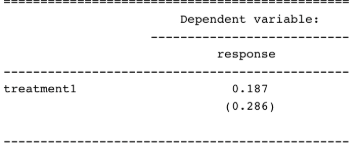 Dependent variable:
response
treatment1 0.187
(0.286)